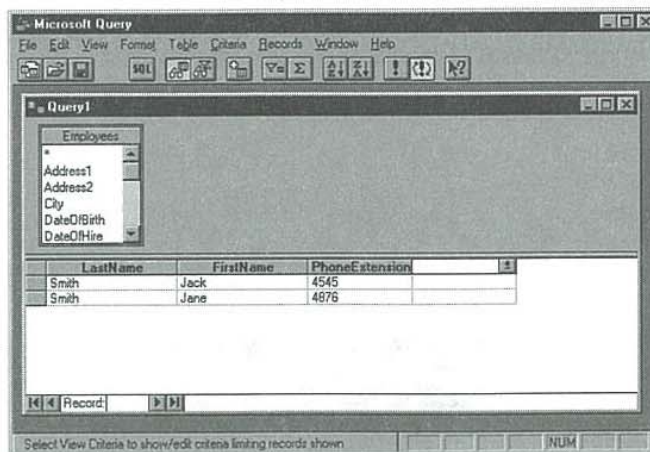 Microsoft Query
File Edit View Format Table Criteria Records Window Help
SQL
Query1
Employees
*
Address1
Address2
City
DateOfBirth
DateOfHire
LastName FirstName PhoneExtension
Smith Jack 4545
Smith Jane 4876
Record:
Select View Criteria to show/edit criteria limiting records shown NUM